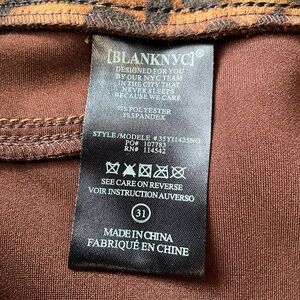 [BLANKNYC]®
DESIGNED FOR YOU
BY OUR NYC TEAM
IN THE CITY THAT
NEVER SLEEPS
BECAUSE WE CARE
POLYESTER
SPANDEX
STYLE/MODELE # 35YI1425NO
PO# 107783
RN# 114542
SEE CARE ON REVERSE
VOIR INSTRUCTION AUVERSO
31
MADE IN CHINA
FABRIQUÉ EN CHINE